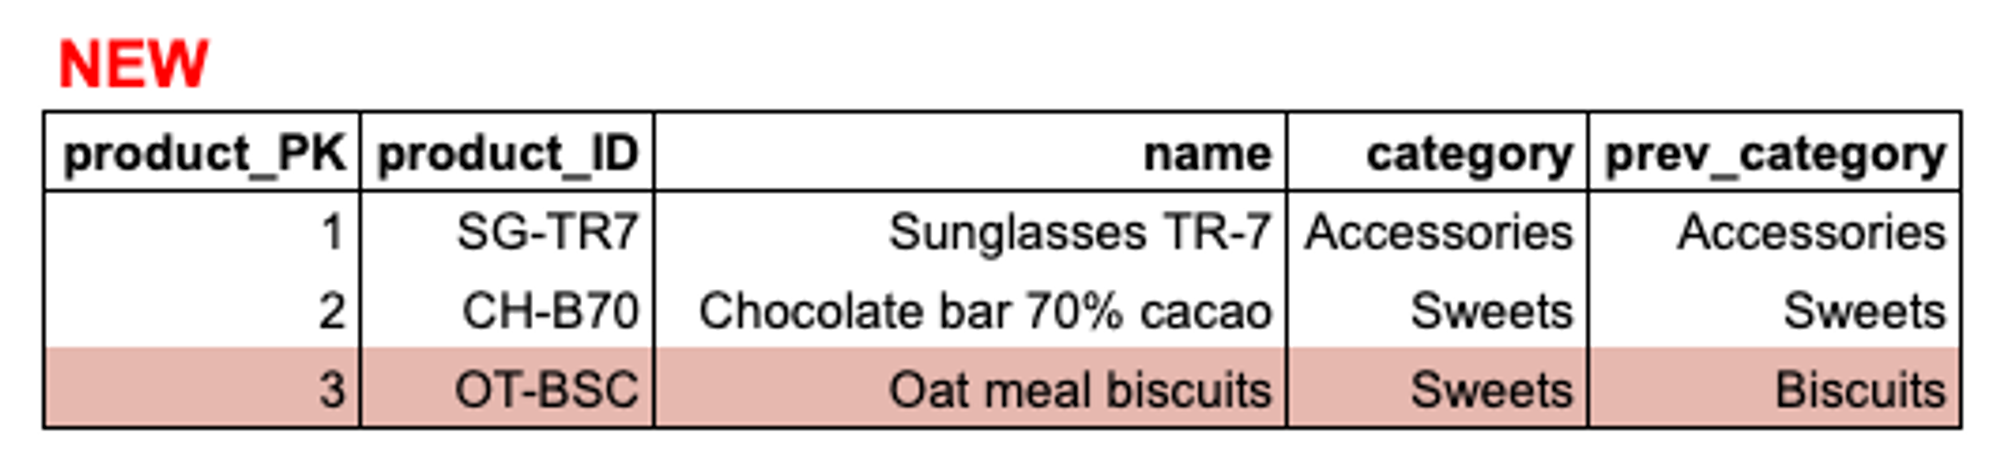 NEW
product_PK product_ID name category prev_category
1 SG-TR7 Sunglasses TR-7 Accessories Accessories
2 CH-B70 Chocolate bar 70% cacao Sweets Sweets
3 OT-BSC Oat meal biscuits Sweets Biscuits